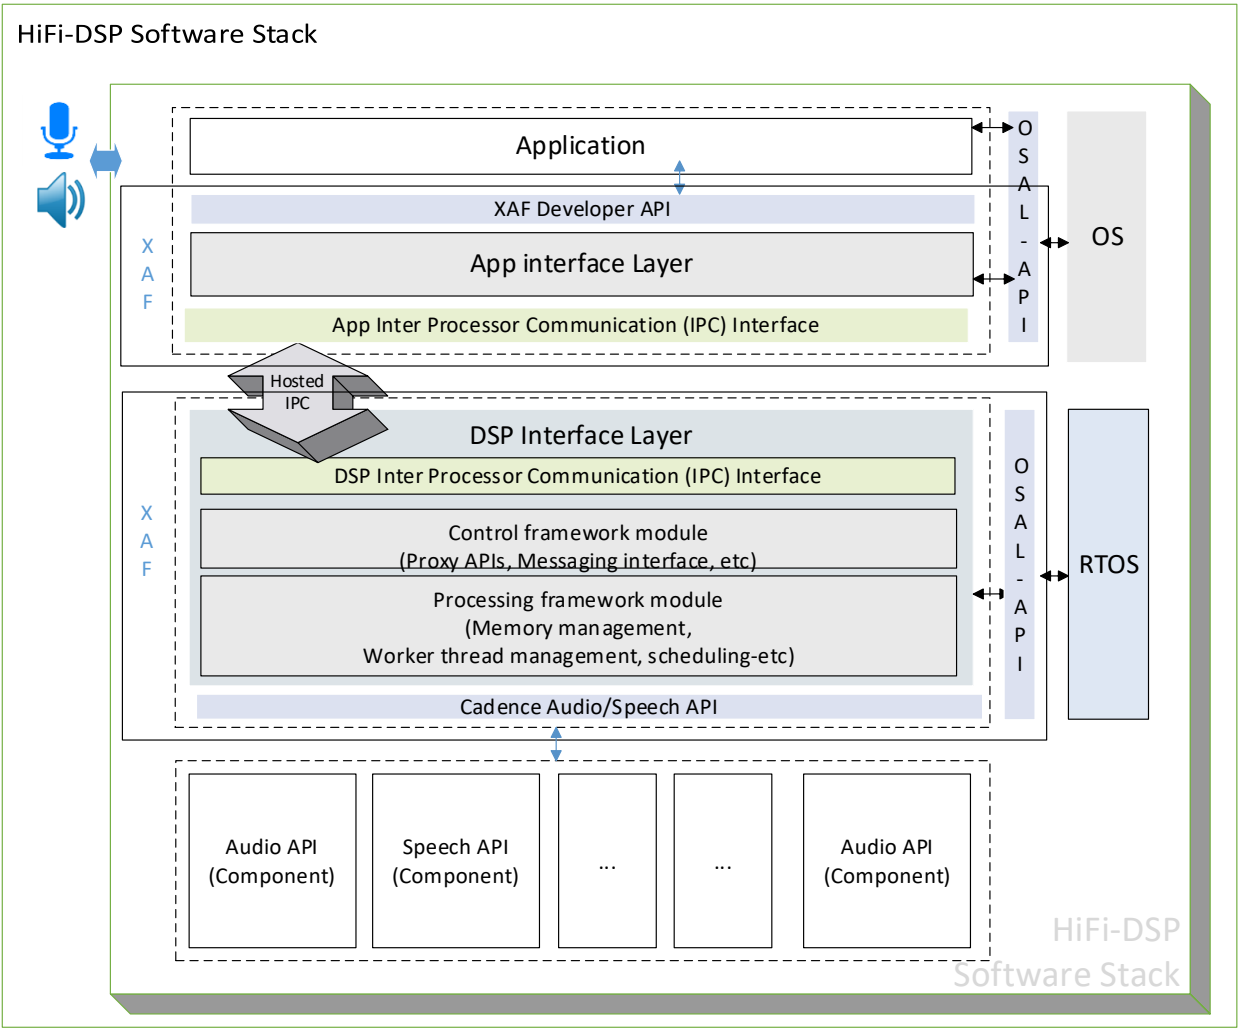 HiFi-DSP Software Stack
Application
XAF Developer API
App interface Layer
App Inter Processor Communication (IPC) Interface
X
A
F
O
S
A
L
-
A
P
I
OS
Hosted
IPC
DSP Interface Layer
DSP Inter Processor Communication (IPC) Interface
Control framework module
(Proxy APIs, Messaging interface, etc)
Processing framework module
(Memory management,
Worker thread management, scheduling-etc)
Cadence Audio/Speech API
X
A
F
O
S
A
L
-
A
P
I
RTOS
Audio API
(Component)
Speech API
(Component)
...
...
Audio API
(Component)
HiFi-DSP
Software Stack